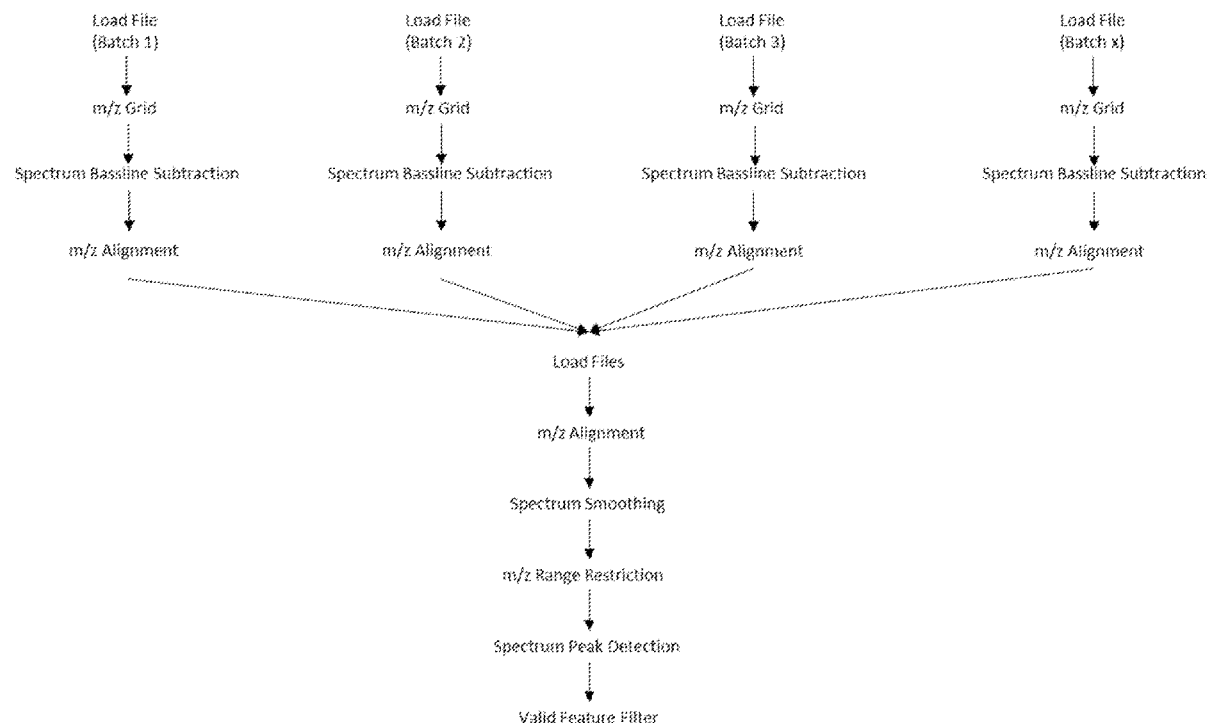 Load File
(Batch 1)
Load File
(Batch 2)
Load File
(Batch 3)
Load File
(Batch x)
m/z Grid
m/z Grid
m/z Grid
m/z Grid
Spectrum Bassline Subtraction
Spectrum Bassline Subtraction
Spectrum Bassline Subtraction
Spectrum Bassline Subtraction
m/z Alignment
m/z Alignment
m/z Alignment
m/z Alignment
Load Files
m/z Alignment
Spectrum Smoothing
m/z Range Restriction
Spectrum Peak Detection
Valid Feature Filter